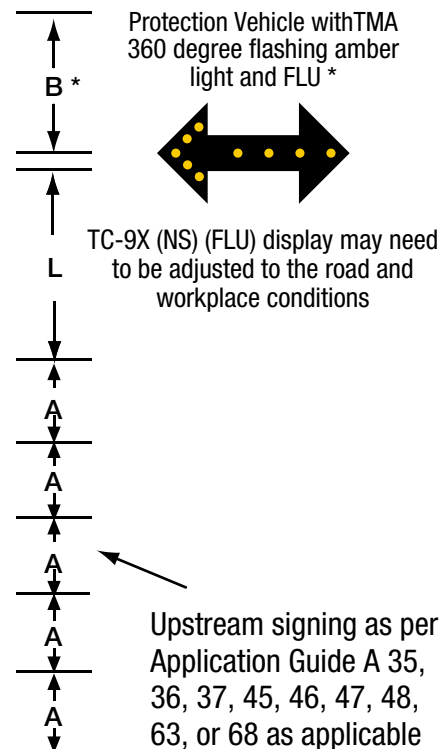 Protection Vehicle withTMA
360 degree flashing amber
light and FLU *
B *
TC-9X (NS) (FLU) display may need
to be adjusted to the road and
workplace conditions
L
A
A
A
A
A
Upstream signing as per
Application Guide A 35,
36, 37, 45, 46, 47, 48,
63, or 68 as applicable